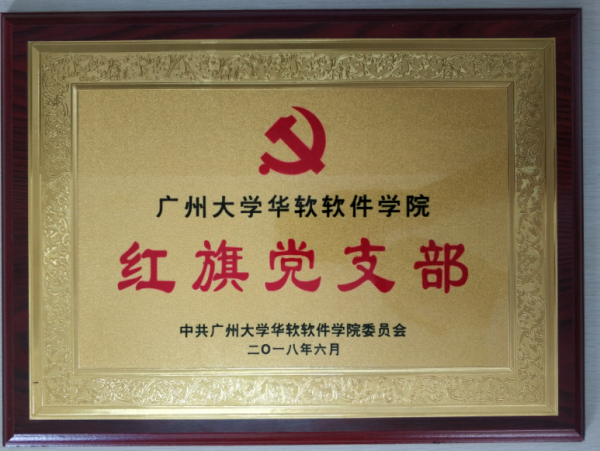 广州大学华软软件学院
红旗党支部
中共广州大学华软软件学院委员会
二〇一八年六月